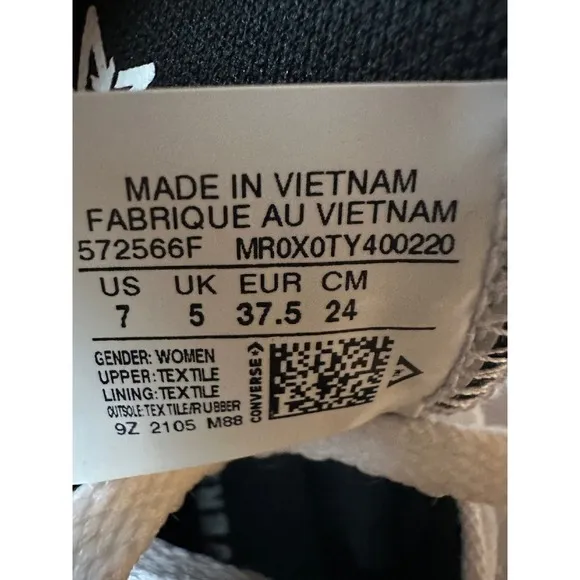 MADE IN VIETNAM
FABRIQUE AU VIETNAM
572566F MR0X0TY400220
US UK EUR CM
7 5 37.5 24
GENDER: WOMEN
UPPER: TEXTILE
LINING: TEXTILE
OUTSOLE: TEXTILE/RUBBER
9Z 2105 M88
CONVERSE